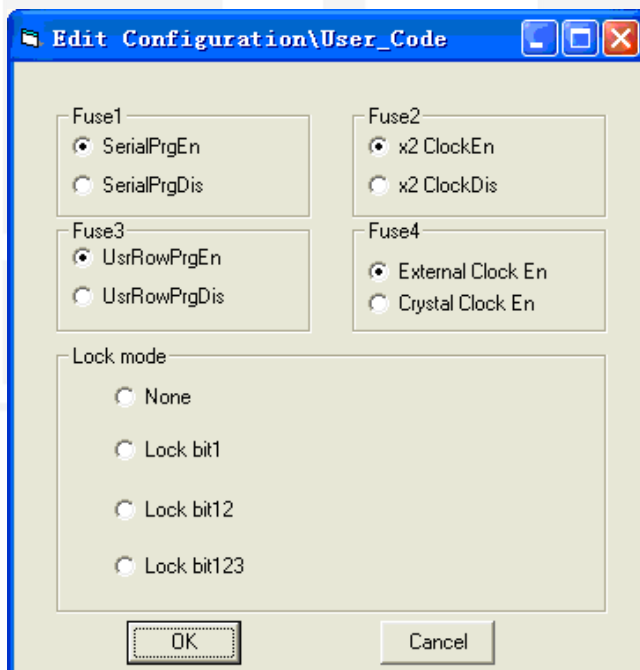 Edit Configuration\User_Code
Fuse1
SerialPrgEn
SerialPrgDis
Fuse2
x2 ClockEn
x2 ClockDis
Fuse3
UsrRowPrgEn
UsrRowPrgDis
Fuse4
External Clock En
Crystal Clock En
Lock mode
None
Lock bit1
Lock bit12
Lock bit123
OK
Cancel